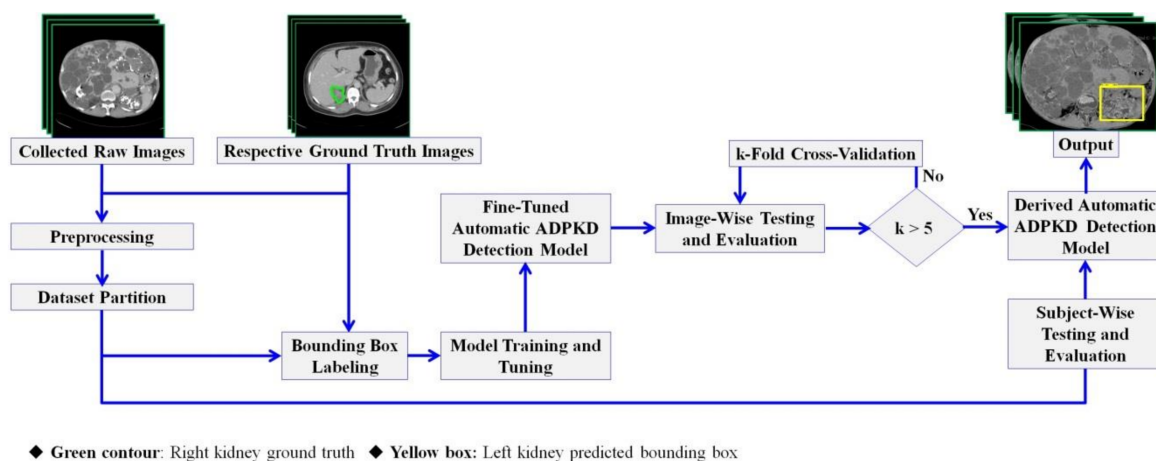 Collected Raw Images
Respective Ground Truth Images
Preprocessing
Dataset Partition
Bounding Box
Labeling
Model Training and
Tuning
Fine-Tuned
Automatic ADPKD
Detection Model
k-Fold Cross-Validation
Image-Wise Testing
and Evaluation
No
k > 5
Yes
Output
Derived Automatic
ADPKD Detection
Model
Subject-Wise
Testing and
Evaluation
◆ Green contour: Right kidney ground truth ◆ Yellow box: Left kidney predicted bounding box